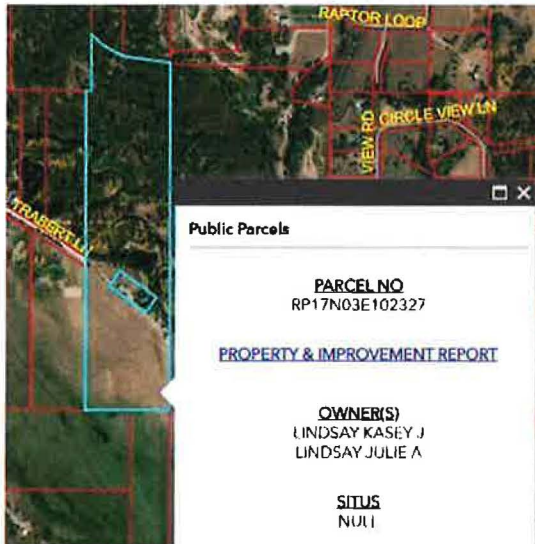 RAPTOR LOOP
VIEW RD
CIRCLE VIEW LN
TRABERT LN
Public Parcels
PARCEL NO
RP17N03E102327
PROPERTY & IMPROVEMENT REPORT
OWNER(S)
LINDSAY KASEY J
LINDSAY JULIE A
SITUS
NULL